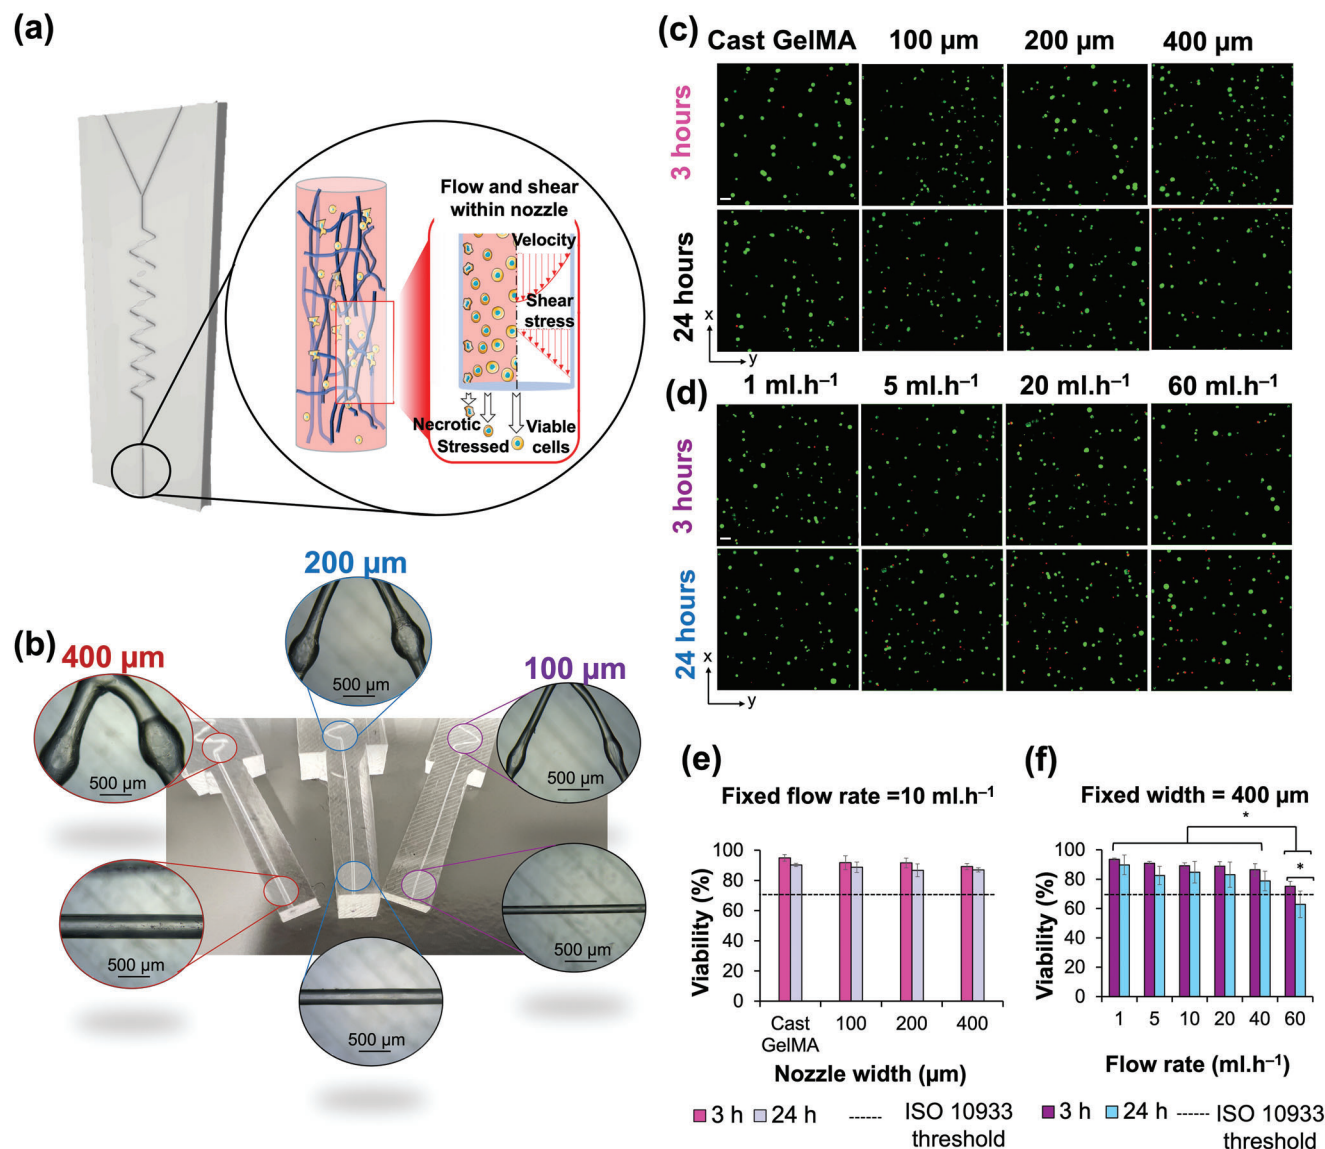 (a)
Flow and shear
within nozzle
Velocity
Shear
stress
Necrotic
Stressed
Viable
cells
(b)
400 µm
200 µm
100 µm
500 µm
500 µm
500 µm
500 µm
500 µm
500 µm
(c)
Cast GelMA 100 µm 200 µm 400 µm
3 hours
24 hours
x
y
(d)
1 ml.h⁻¹ 5 ml.h⁻¹ 20 ml.h⁻¹ 60 ml.h⁻¹
3 hours
24 hours
x
y
(e)
Fixed flow rate =10 ml.h⁻¹
Viability (%)
100
80
60
40
20
0
Cast
GelMA
100 200 400
Nozzle width (µm)
3 h 24 h ISO 10933
threshold
(f)
Fixed width = 400 µm
*
*
Viability (%)
100
80
60
40
20
0
1 5 10 20 40 60
Flow rate (ml.h⁻¹)
3 h 24 h ISO 10933
threshold